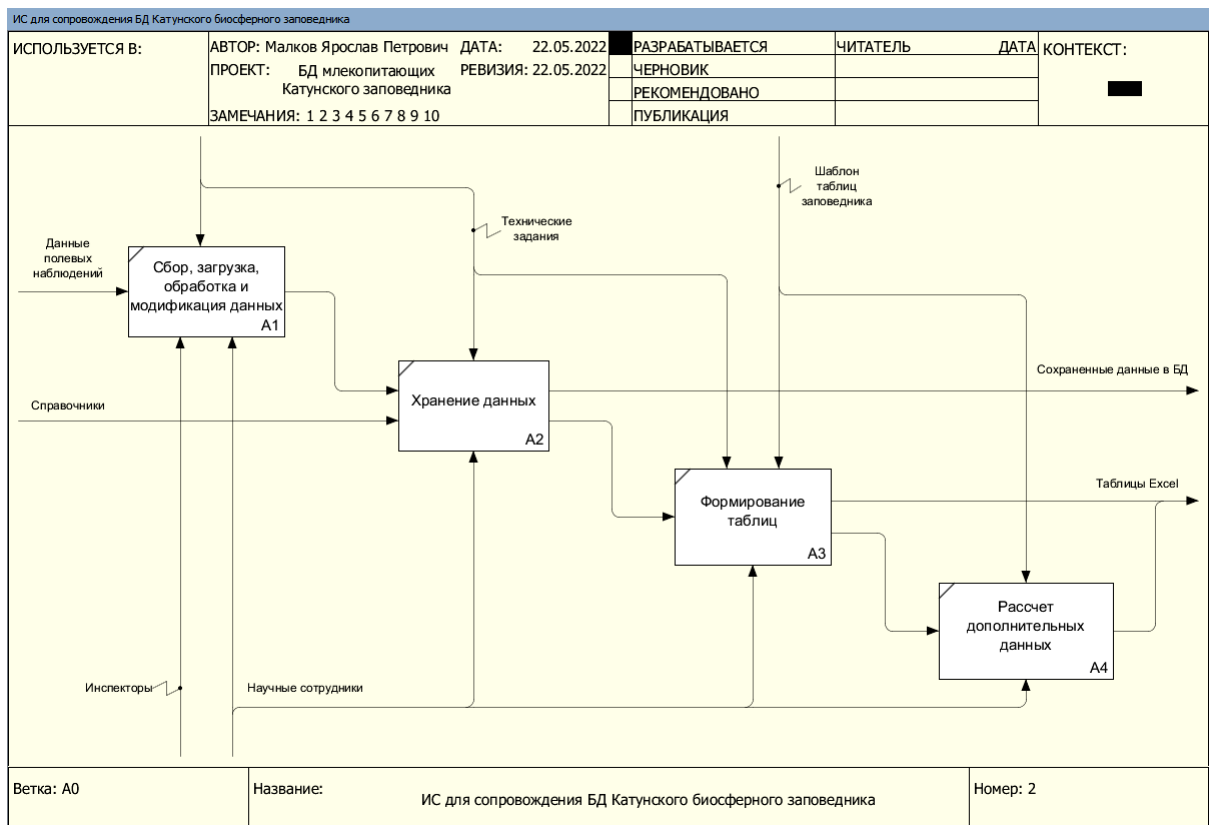 ИС для сопровождения БД Катунского биосферного заповедника
ИСПОЛЬЗУЕТСЯ В:
АВТОР: Малков Ярослав Петрович ДАТА: 22.05.2022
ПРОЕКТ: БД млекопитающих РЕВИЗИЯ: 22.05.2022
Катунского заповедника
ЗАМЕЧАНИЯ: 1 2 3 4 5 6 7 8 9 10
РАЗРАБАТЫВАЕТСЯ
ЧЕРНОВИК
РЕКОМЕНДОВАНО
ПУБЛИКАЦИЯ
ЧИТАТЕЛЬ ДАТА
КОНТЕКСТ:
Шаблон
таблиц
заповедника
Технические
задания
Данные
полевых
наблюдений
Сбор, загрузка,
обработка и
модификация данных
A1
Сохраненные данные в БД
Справочники
Хранение данных
A2
Таблицы Excel
Формирование
таблиц
A3
Рассчет
дополнительных
данных
A4
Инспекторы
Научные сотрудники
Ветка: A0
Название:
ИС для сопровождения БД Катунского биосферного заповедника
Номер: 2